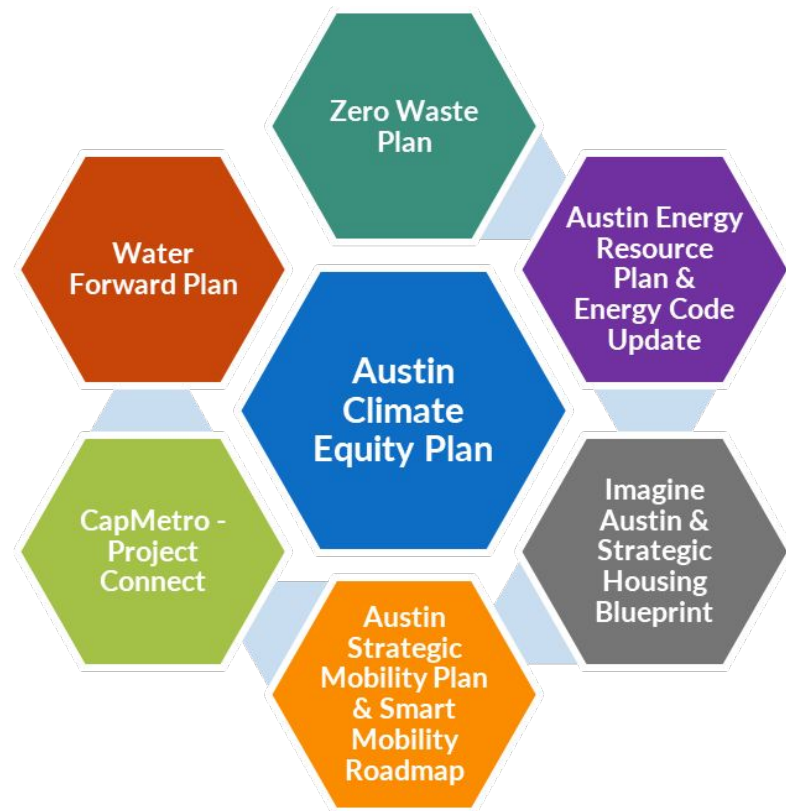 Zero Waste
Plan
Austin Energy
Resource
Plan &
Energy Code
Update
Water
Forward Plan
Austin
Climate
Equity Plan
Imagine
Austin &
Strategic
Housing
Blueprint
CapMetro -
Project
Connect
Austin
Strategic
Mobility Plan
& Smart
Mobility
Roadmap